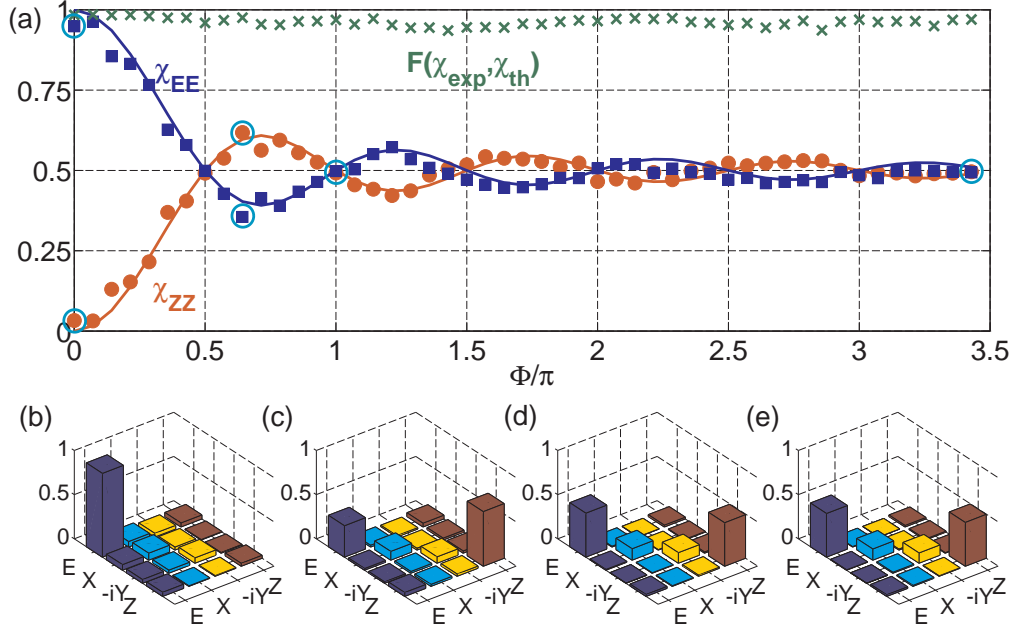 (a)
1
0.75
0.5
0.25
0
χEE
F(χexp,χth)
χZZ
0 0.5 1 1.5 2 2.5 3 3.5
Φ/π
(b) (c) (d) (e)
1 1 1 1
0.5 0.5 0.5 0.5
0 0 0 0
E X -iY Z E X -iY Z
E X -iY Z E X -iY Z
E X -iY Z E X -iY Z
E X -iY Z E X -iY Z